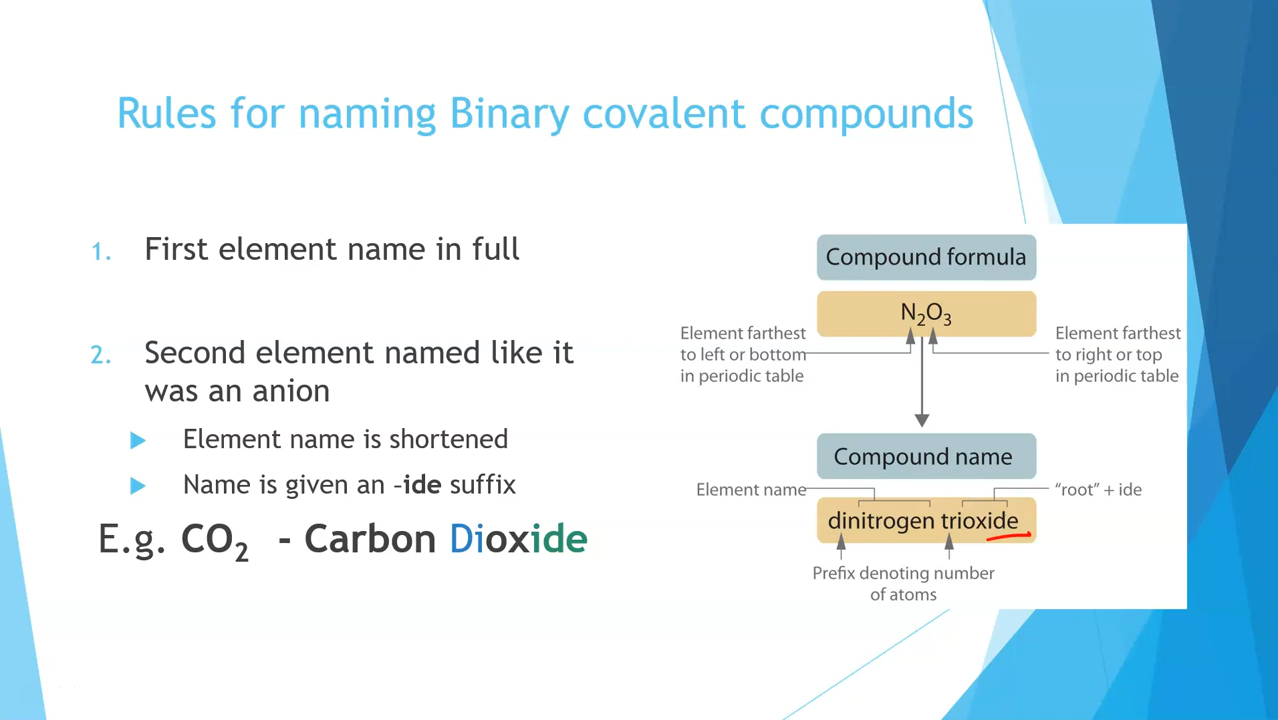 Rules for naming Binary covalent compounds
1. First element name in full
2. Second element named like it
was an anion
Element name is shortened
Name is given an –ide suffix
E.g. CO₂ - Carbon Dioxide
Compound formula
N₂O₃
Element farthest
to left or bottom
in periodic table
Element farthest
to right or top
in periodic table
Compound name
Element name
"root" + ide
dinitrogen trioxide
Prefix denoting number
of atoms